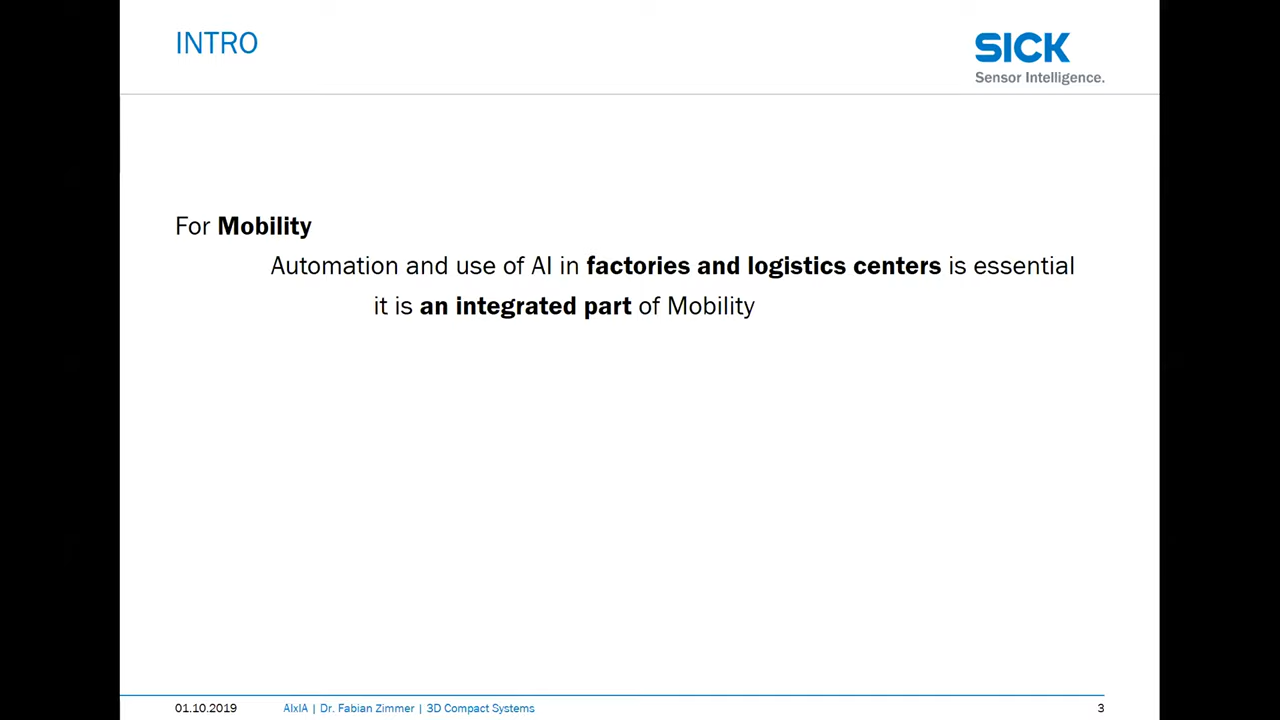 INTRO
SICK
Sensor Intelligence.
For Mobility
Automation and use of AI in factories and logistics centers is essential
it is an integrated part of Mobility
01.10.2019 AIxIA | Dr. Fabian Zimmer | 3D Compact Systems 3